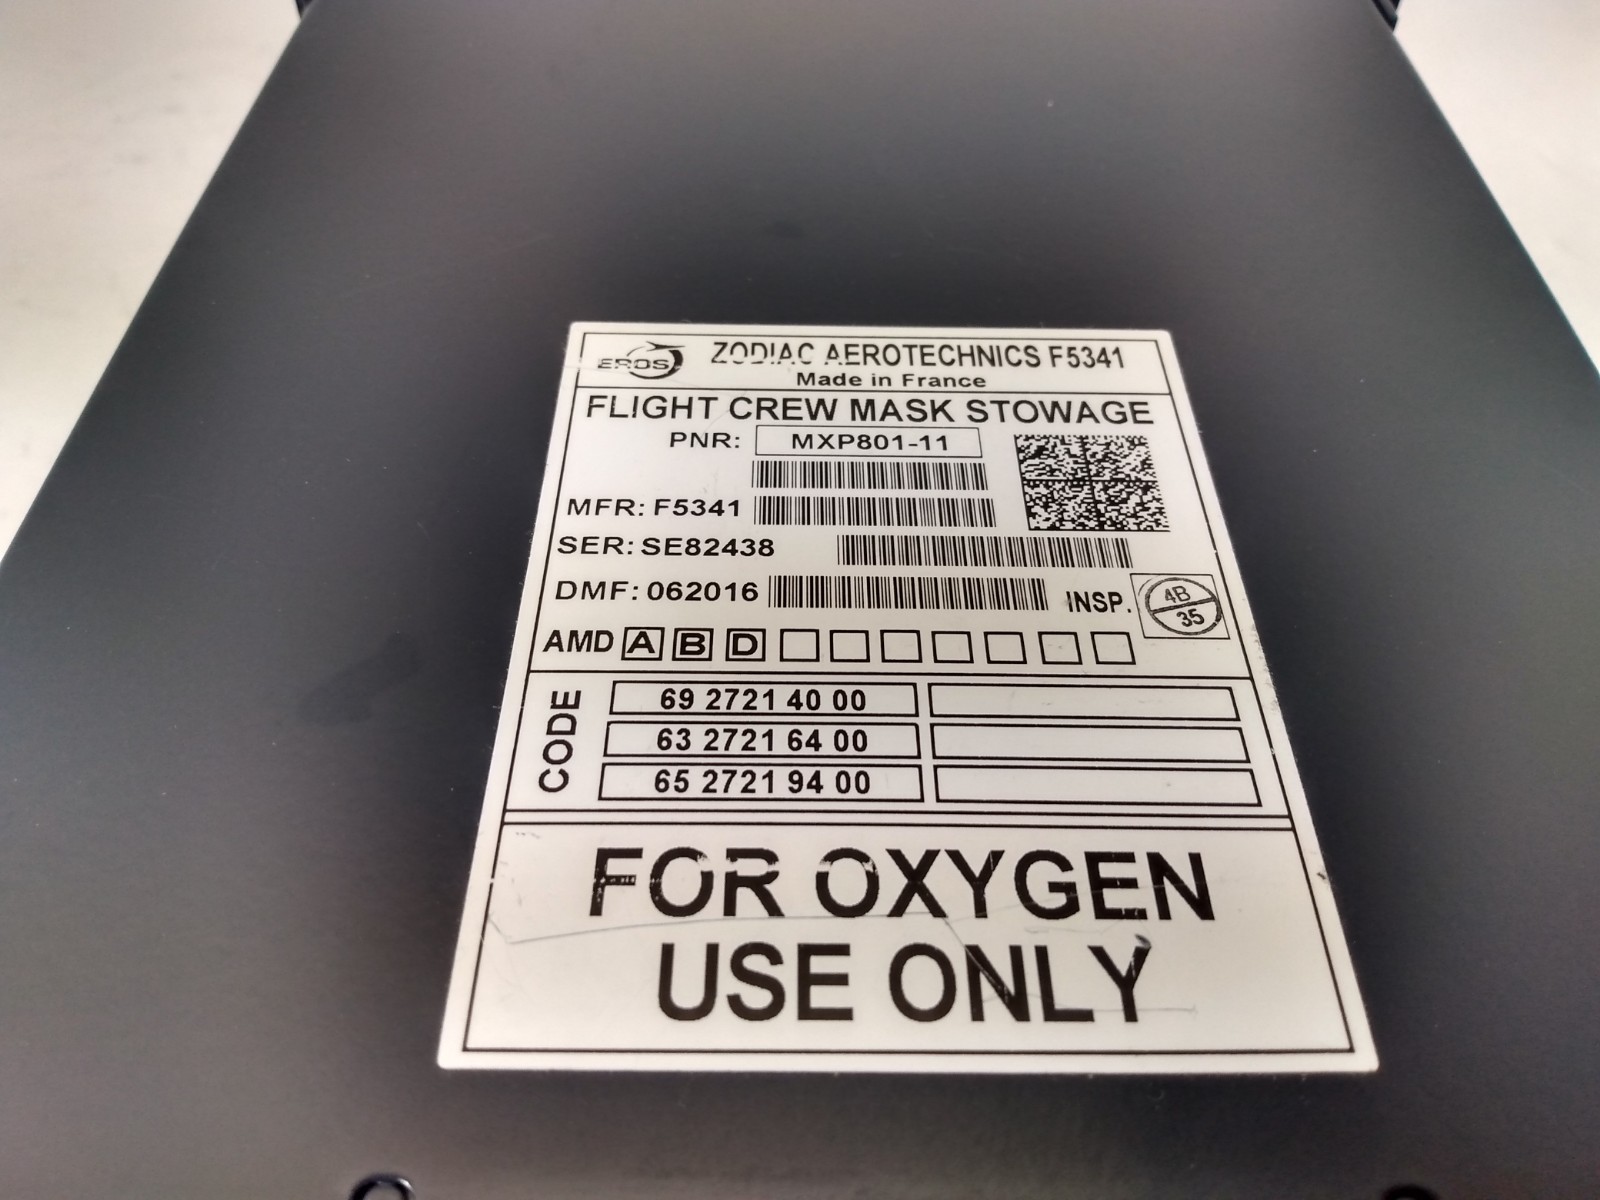 EROS
ZODIAC AEROTECHNICS F5341
Made in France
FLIGHT CREW MASK STOWAGE
PNR: MXP801-11
MFR: F5341
SER: SE82438
DMF: 062016
INSP. 4B 35
AMD A B D
CODE
69 2721 40 00
63 2721 64 00
65 2721 94 00
FOR OXYGEN
USE ONLY